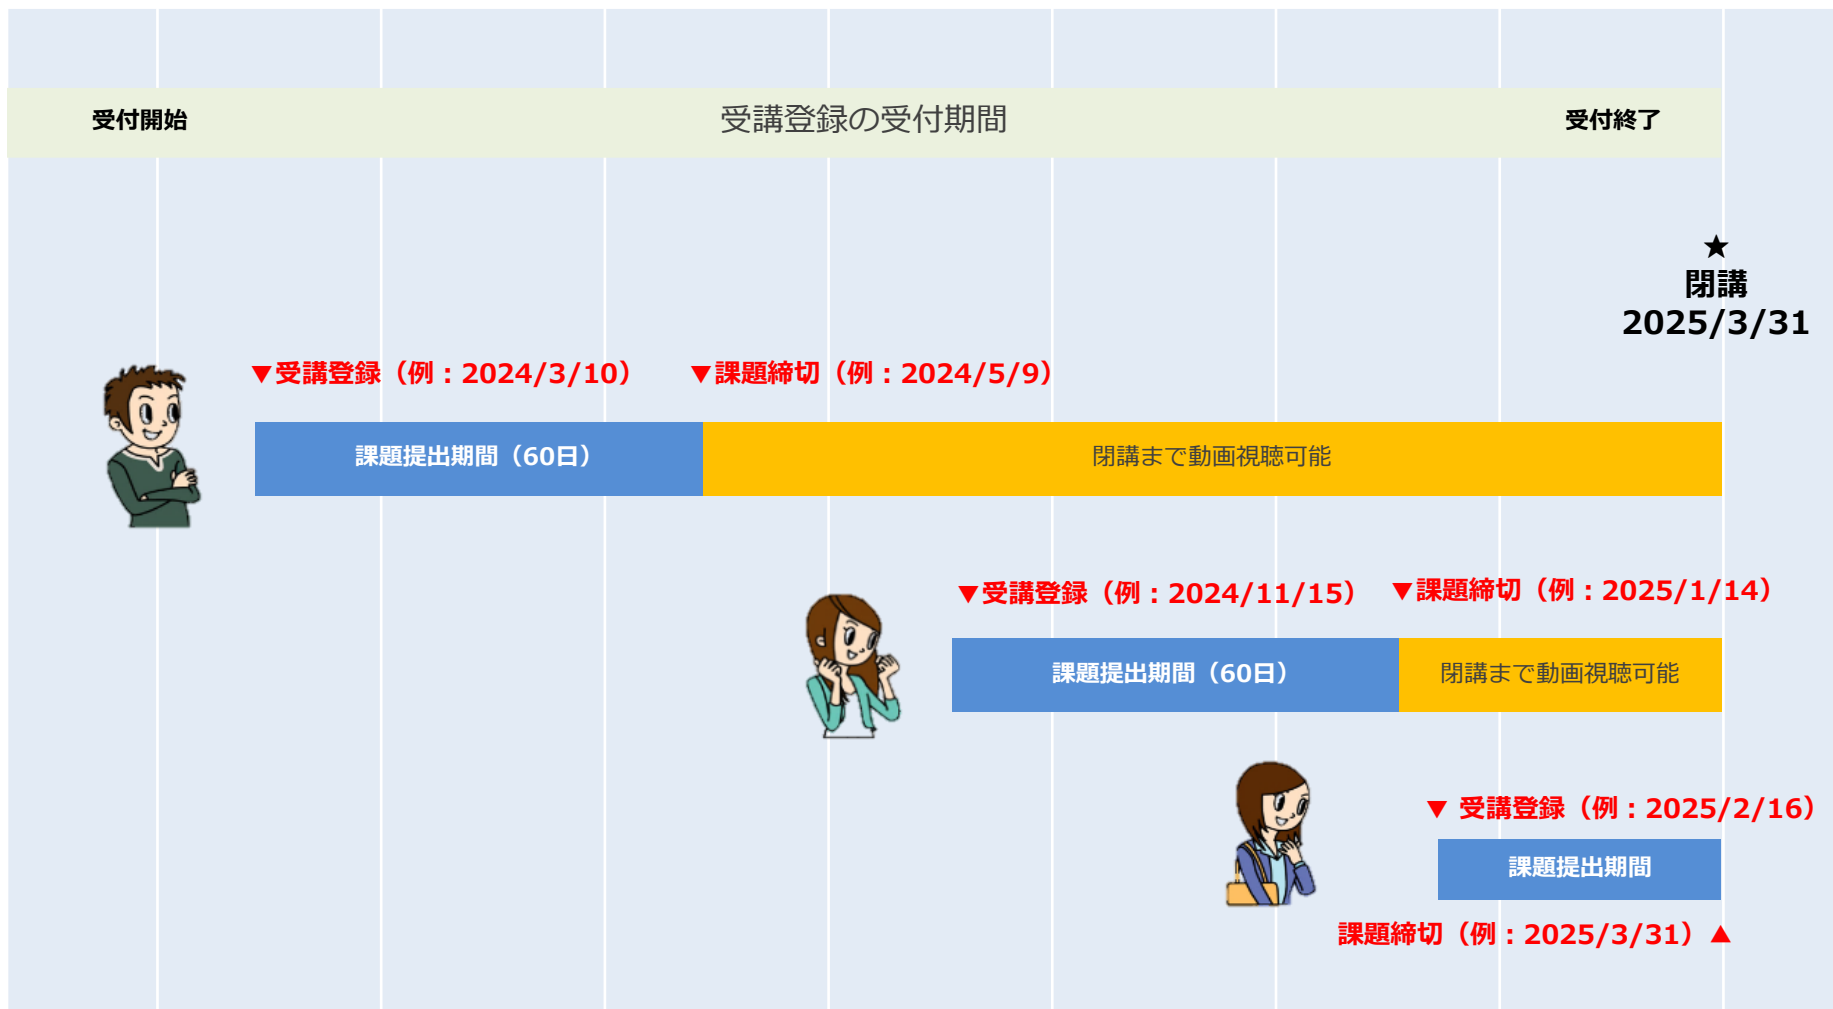 受付開始
受講登録の受付期間
受付終了
★
閉講
2025/3/31
▼受講登録（例：2024/3/10）
▼課題締切（例：2024/5/9）
課題提出期間（60日）
閉講まで動画視聴可能
▼受講登録（例：2024/11/15）
▼課題締切（例：2025/1/14）
課題提出期間（60日）
閉講まで動画視聴可能
▼ 受講登録（例：2025/2/16）
課題提出期間
課題締切（例：2025/3/31）▲